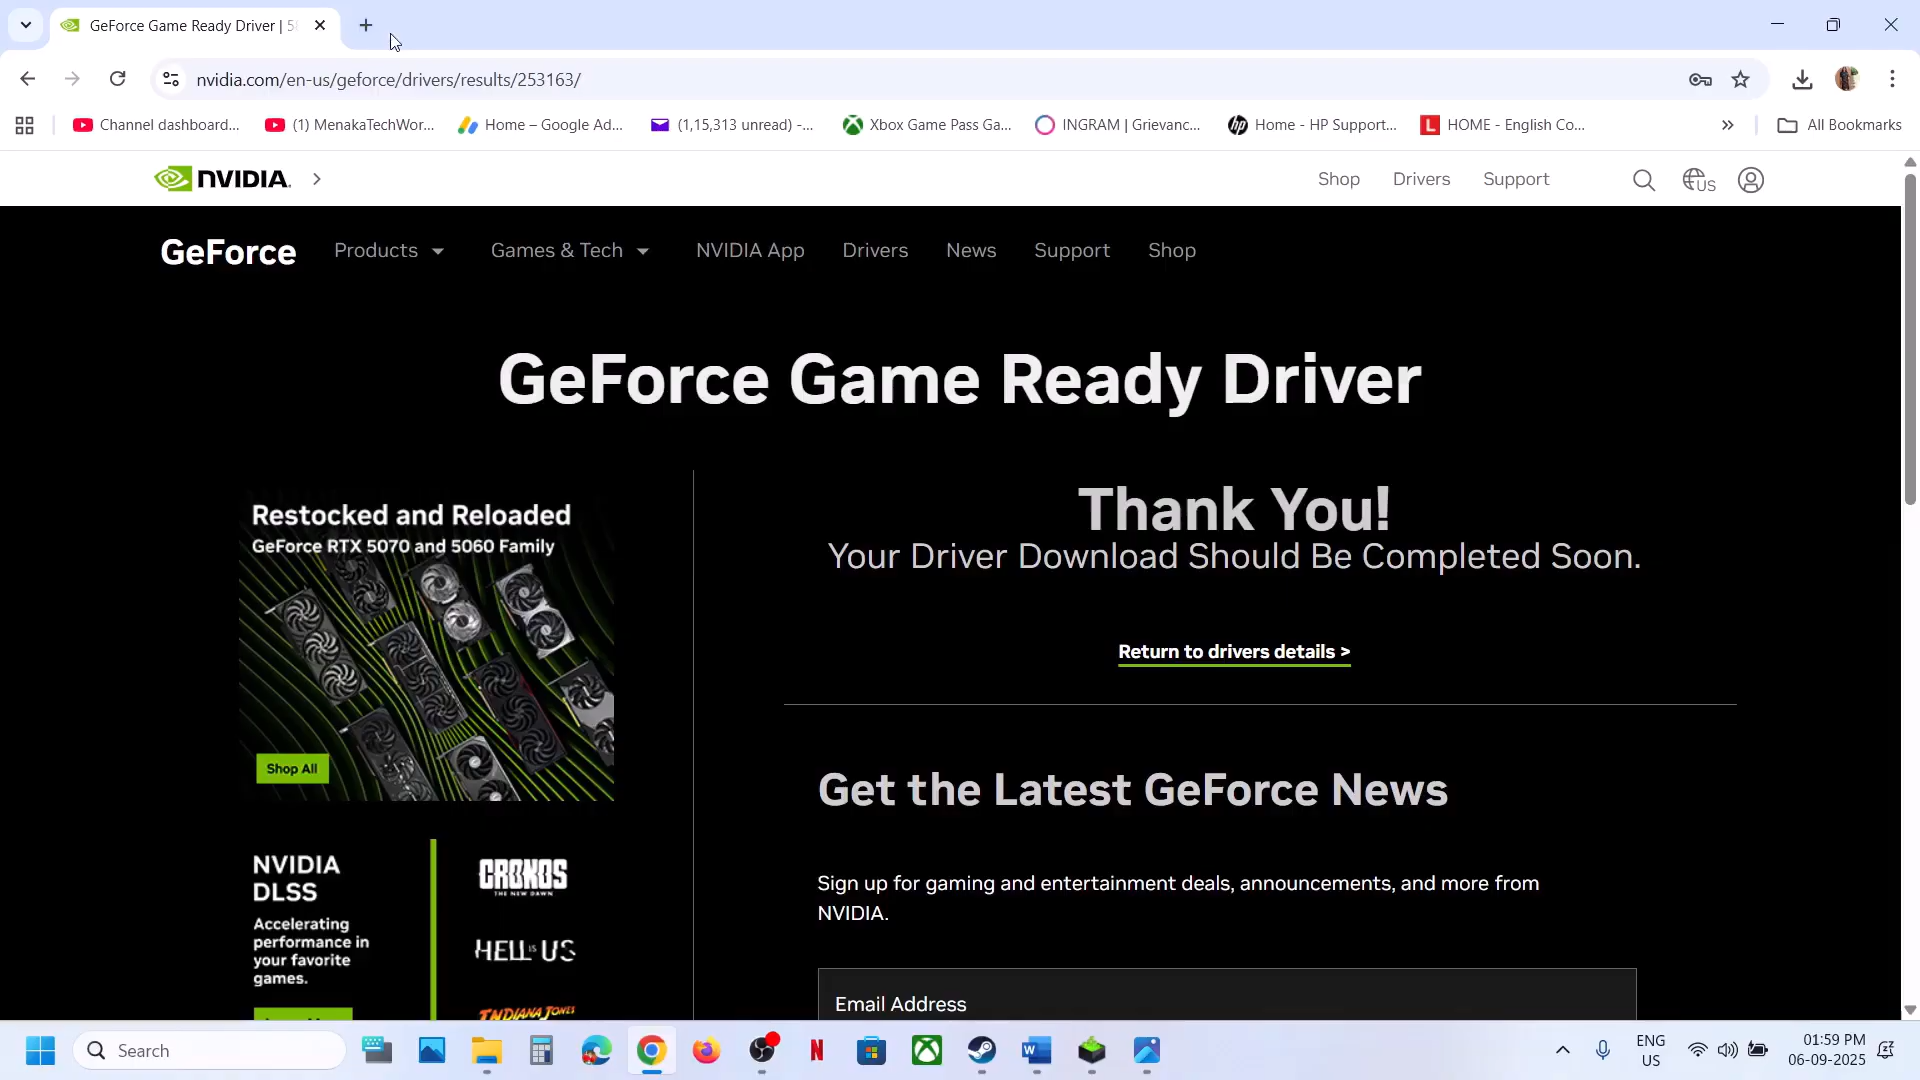 GeForce Game Ready Driver | 58
nvidia.com/en-us/geforce/drivers/results/253163/
Channel dashboard...
(1) MenakaTechWor...
Home – Google Ad...
(1,15,313 unread) -...
Xbox Game Pass Ga...
INGRAM | Grievanc...
Home - HP Support...
HOME - English Co...
All Bookmarks
NVIDIA.
Shop
Drivers
Support
US
GeForce
Products
Games & Tech
NVIDIA App
Drivers
News
Support
Shop
GeForce Game Ready Driver
Restocked and Reloaded
GeForce RTX 5070 and 5060 Family
Shop All
Thank You!
Your Driver Download Should Be Completed Soon.
Return to drivers details >
Get the Latest GeForce News
Sign up for gaming and entertainment deals, announcements, and more from
NVIDIA.
Email Address
NVIDIA
DLSS
Accelerating
performance in
your favorite
games.
CRONOS
THE NEW DAWN
HELL IS US
INDIANA JONES
Search
ENG
US
01:59 PM
06-09-2025